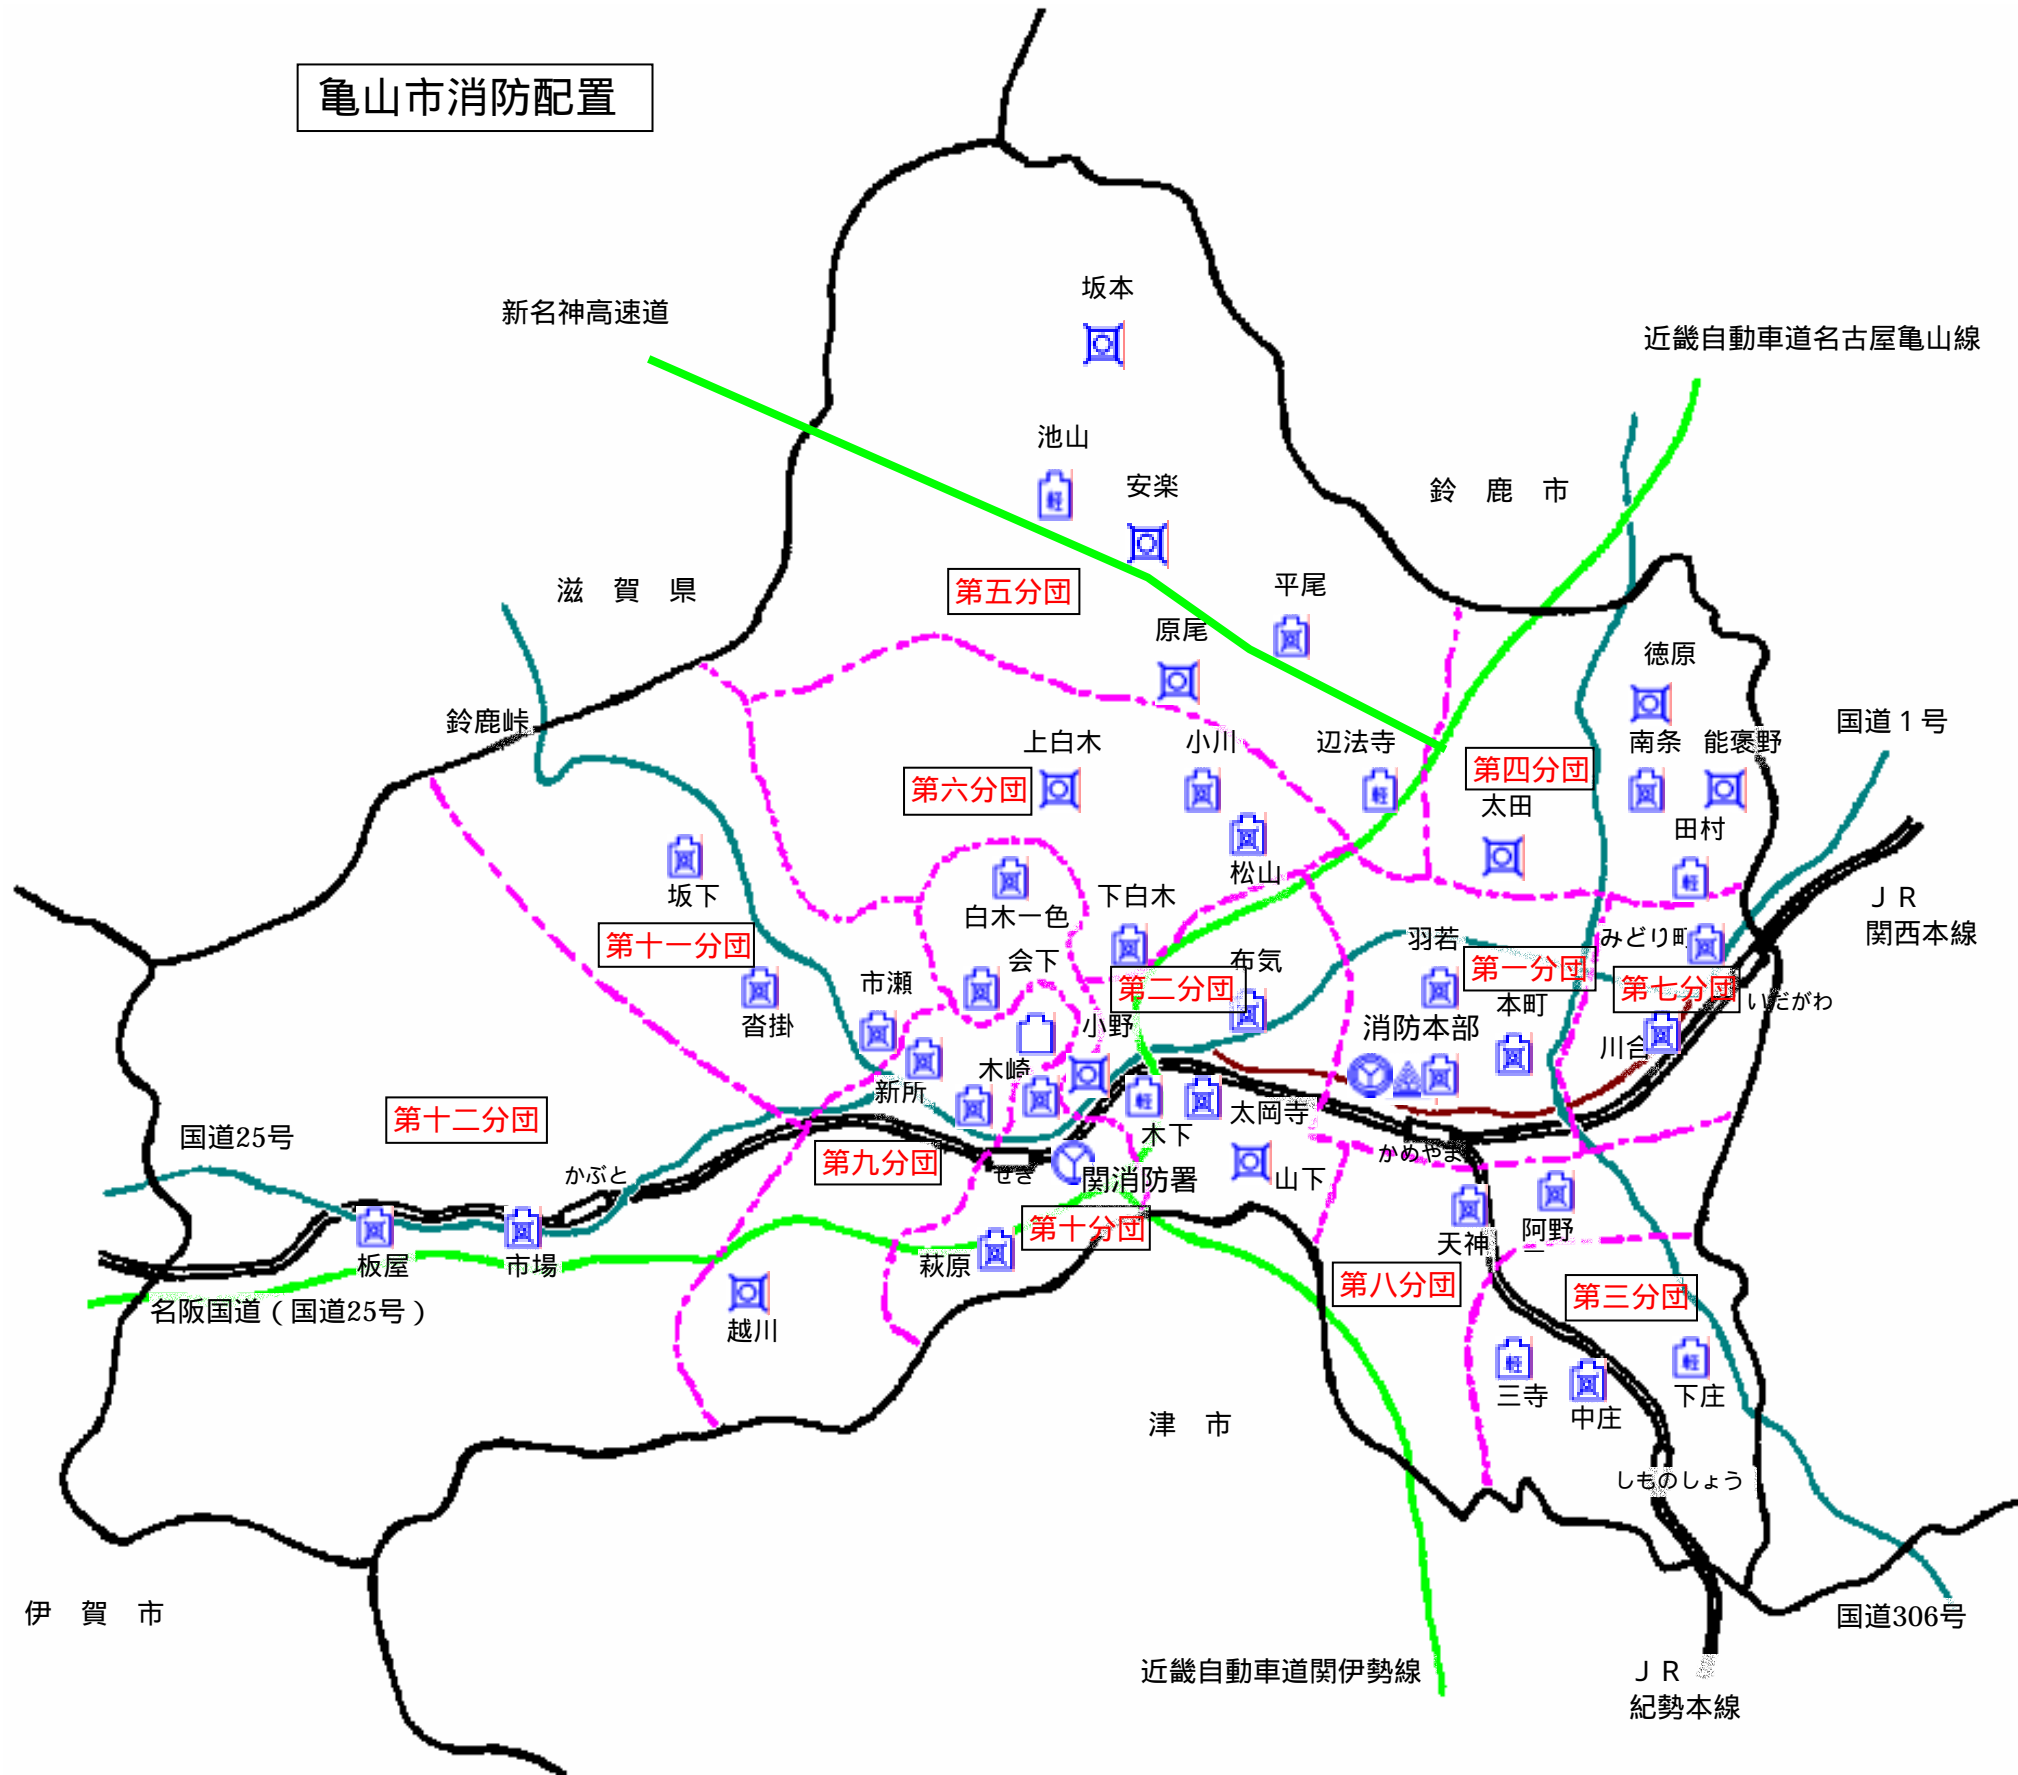 亀山市消防配置
坂本
新名神高速道
近畿自動車道名古屋亀山線
池山
軽
安楽
鈴 鹿 市
滋 賀 県
第五分団
平尾
原尾
徳原
鈴鹿峠
国道１号
上白木
小川
辺法寺
南条
能褒野
第四分団
第六分団
軽
太田
田村
松山
軽
坂下
白木一色
下白木
ＪＲ
関西本線
第十一分団
会下
布気
羽若
みどり町
市瀬
第二分団
第一分団
第七分団
本町
いだがわ
沓掛
小野
消防本部
川合
木崎
新所
軽
第十二分団
太岡寺
国道25号
木下
かめやま
第九分団
かぶと
せき
関消防署
山下
第十分団
阿野
天神
板屋
市場
萩原
第八分団
第三分団
名阪国道（国道25号）
越川
軽
軽
三寺
下庄
中庄
津 市
しものしょう
伊 賀 市
国道306号
近畿自動車道関伊勢線
ＪＲ
紀勢本線